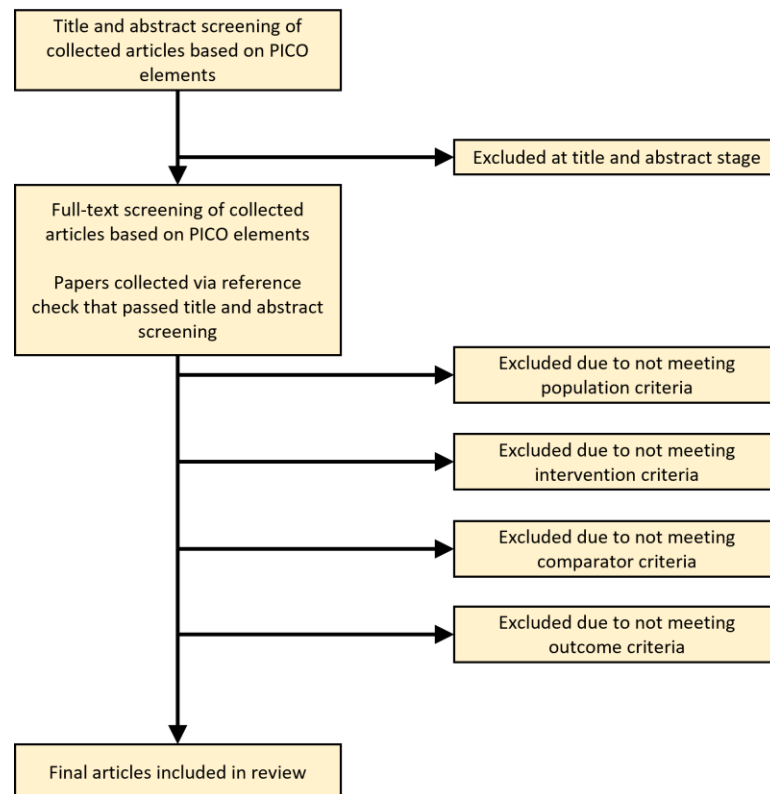 Title and abstract screening of
collected articles based on PICO
elements
Excluded at title and abstract stage
Full-text screening of collected
articles based on PICO elements
Papers collected via reference
check that passed title and abstract
screening
Excluded due to not meeting
population criteria
Excluded due to not meeting
intervention criteria
Excluded due to not meeting
comparator criteria
Excluded due to not meeting
outcome criteria
Final articles included in review